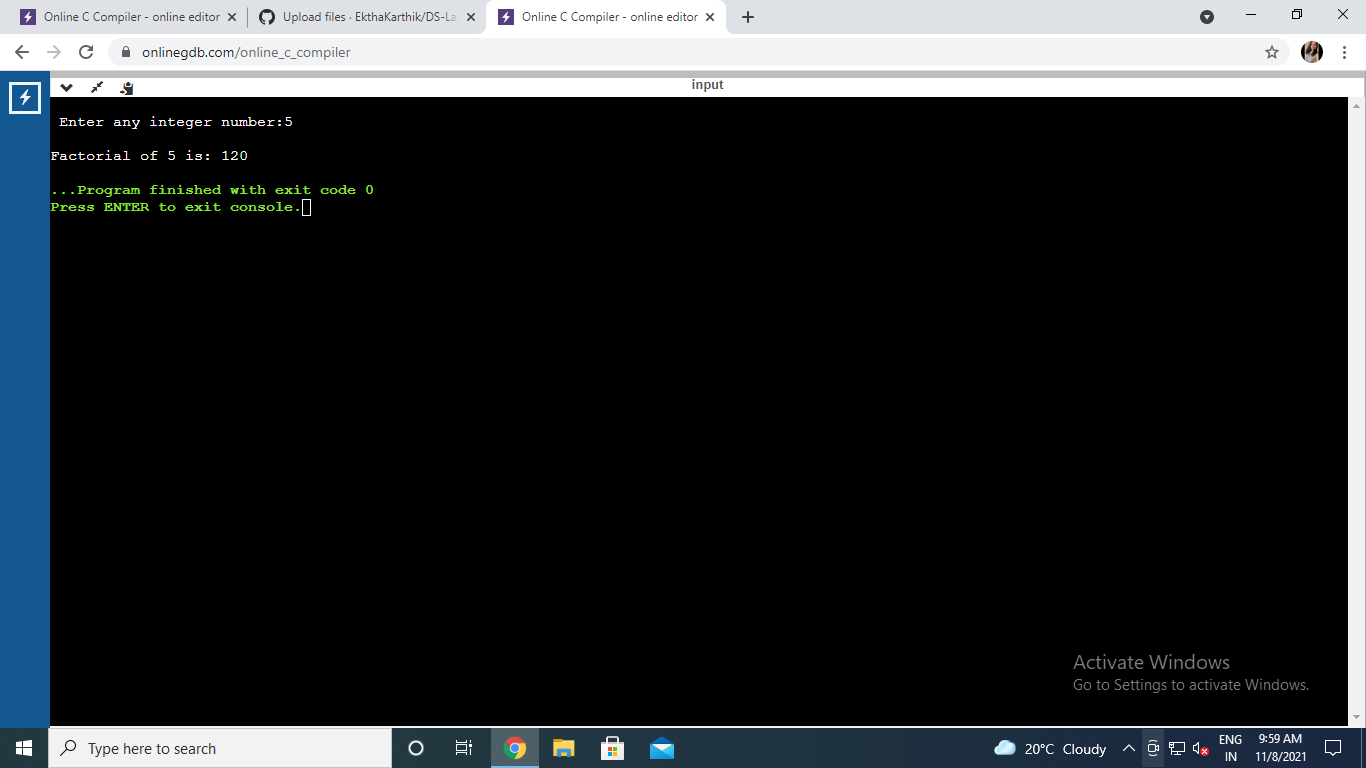 Online C Compiler - online editor
Upload files · EkthaKarthik/DS-La
Online C Compiler - online editor
onlinegdb.com/online_c_compiler
input
Enter any integer number:5
Factorial of 5 is: 120
...Program finished with exit code 0
Press ENTER to exit console.
Activate Windows
Go to Settings to activate Windows.
Type here to search
20°C Cloudy
ENG
IN
9:59 AM
11/8/2021